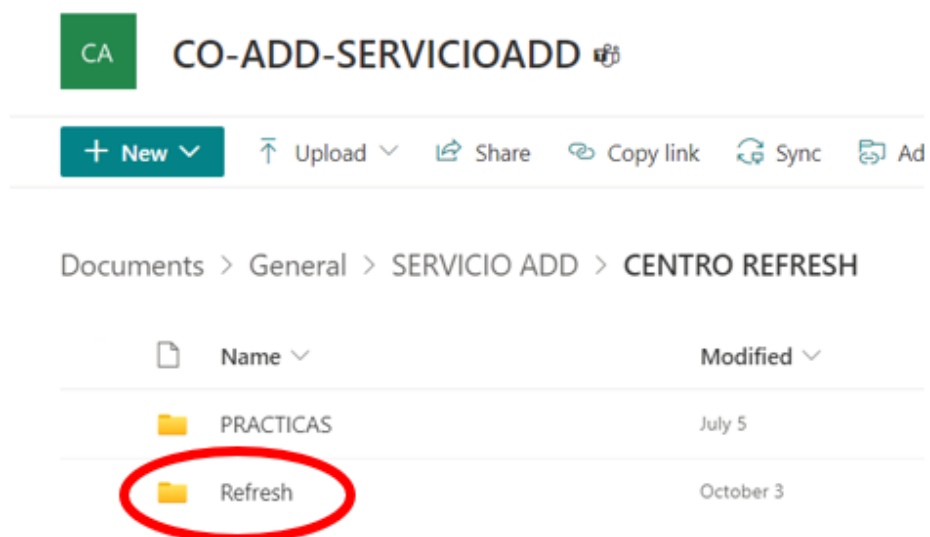 CA CO-ADD-SERVICIOADD
+ New Upload Share Copy link Sync Ad
Documents > General > SERVICIO ADD > CENTRO REFRESH
Name Modified
PRACTICAS July 5
Refresh October 3